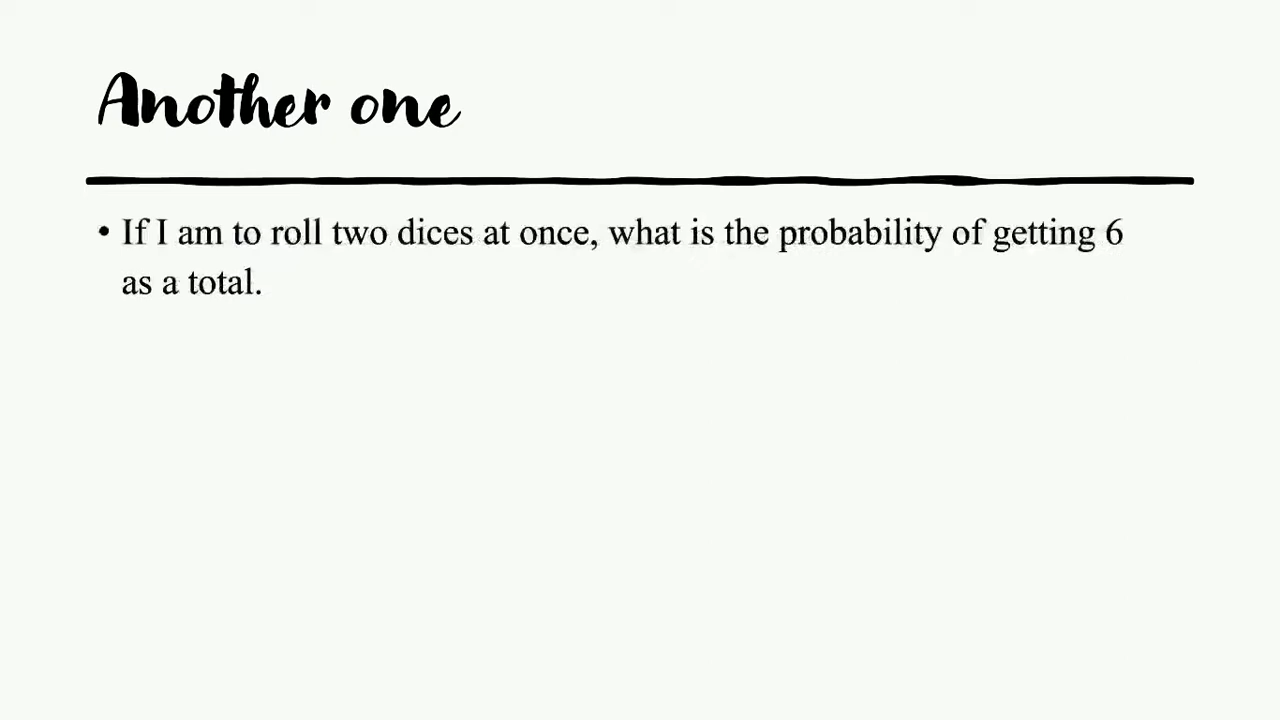 Another one
• If I am to roll two dices at once, what is the probability of getting 6
as a total.